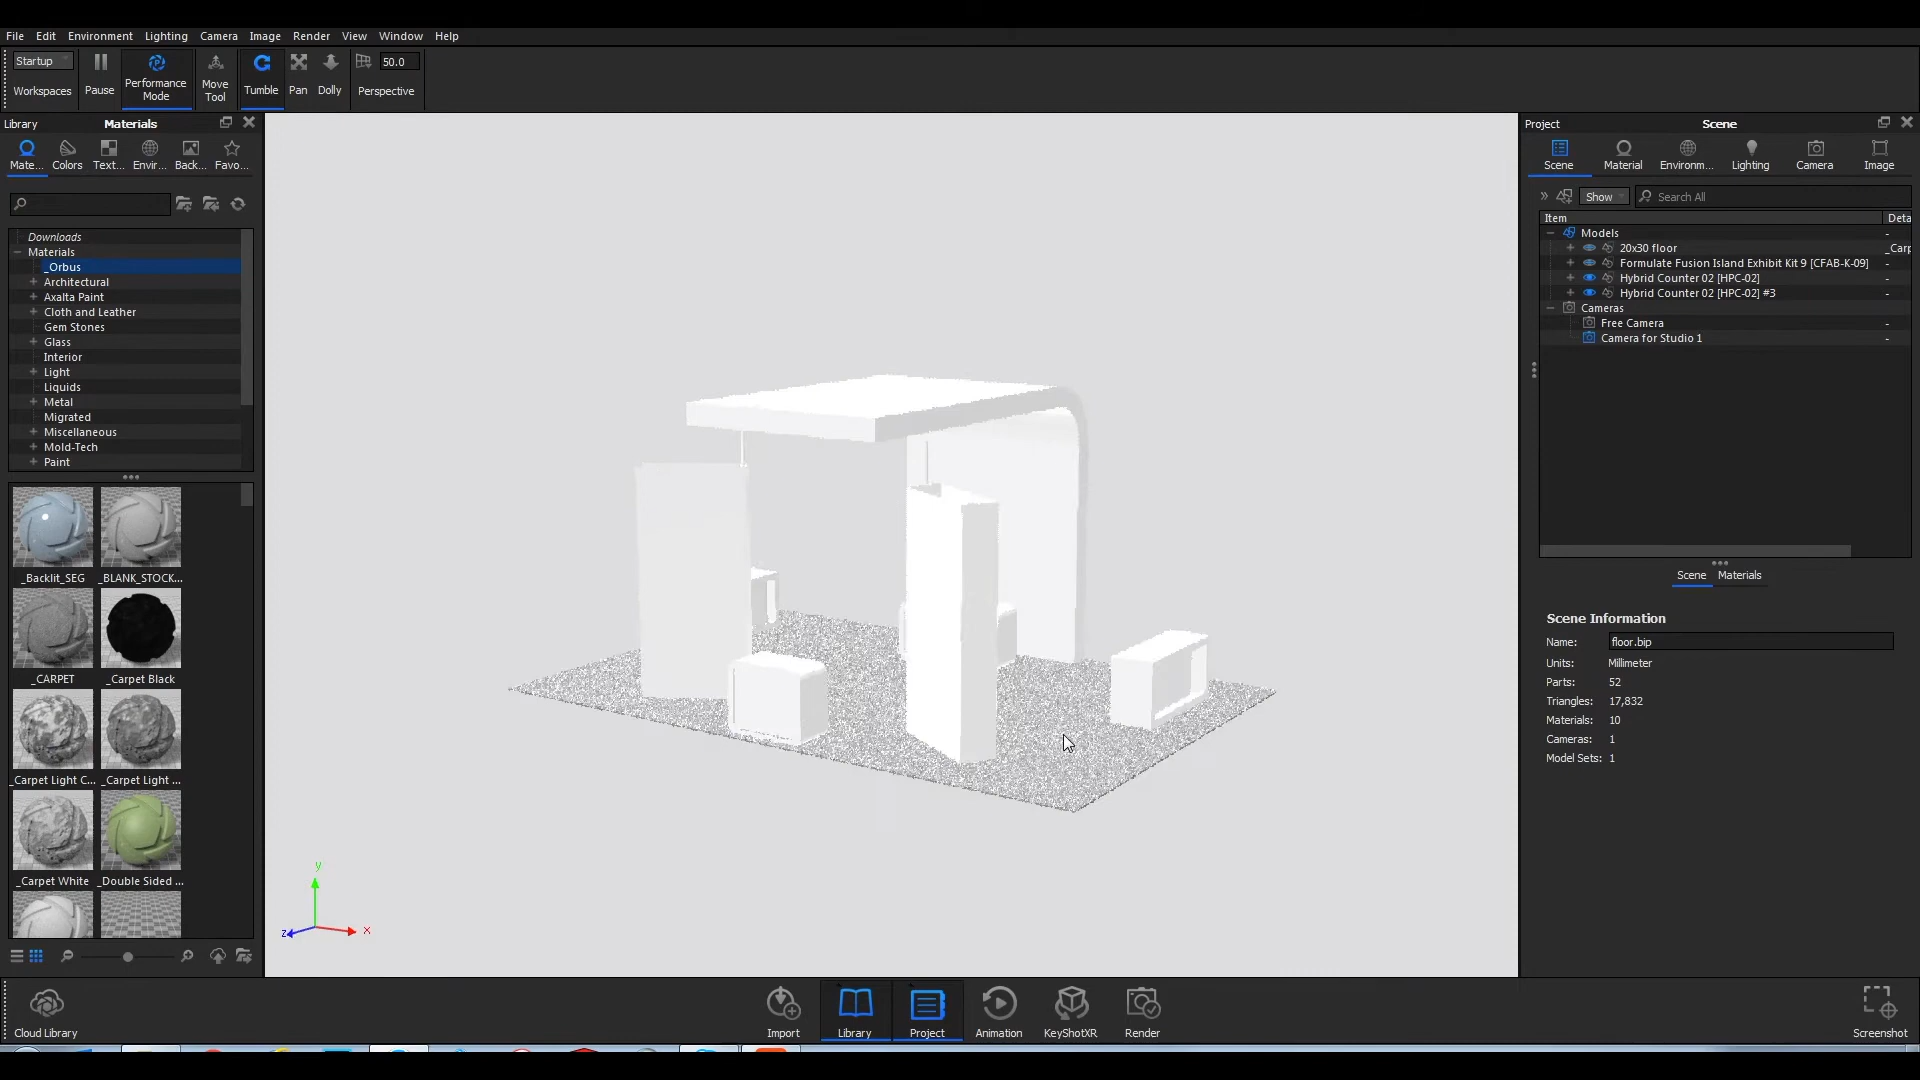 File Edit Environment Lighting Camera Image Render View Window Help
Startup
50.0
Workspaces
Pause
Performance Mode
Move Tool
Tumble
Pan
Dolly
Perspective
Library
Materials
Project
Scene
Mate...
Colors
Text...
Envir...
Back...
Favo...
Scene
Material
Environm...
Lighting
Camera
Image
Show
Search All
Item
Deta
Downloads
Materials
_Orbus
Architectural
Axalta Paint
Cloth and Leather
Gem Stones
Glass
Interior
Light
Liquids
Metal
Migrated
Miscellaneous
Mold-Tech
Paint
Models -
20x30 floor _Carp
Formulate Fusion Island Exhibit Kit 9 [CFAB-K-09] -
Hybrid Counter 02 [HPC-02] -
Hybrid Counter 02 [HPC-02] #3 -
Cameras
Free Camera -
Camera for Studio 1 -
_Backlit_SEG
_BLANK_STOCK...
_CARPET
_Carpet Black
_Carpet Light C...
_Carpet Light ...
_Carpet White
_Double Sided ...
Scene
Materials
Scene Information
Name: floor.bip
Units: Millimeter
Parts: 52
Triangles: 17,832
Materials: 10
Cameras: 1
Model Sets: 1
y
z
x
Cloud Library
Import
Library
Project
Animation
KeyShotXR
Render
Screenshot